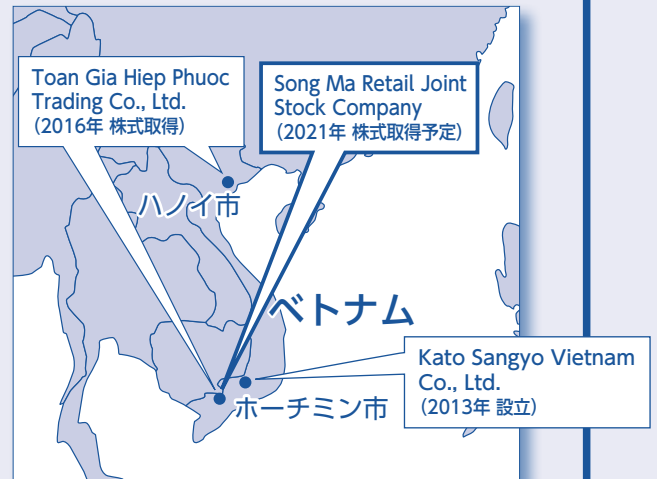 Toan Gia Hiep Phuoc
Trading Co., Ltd.
(2016年 株式取得)
Song Ma Retail Joint
Stock Company
(2021年 株式取得予定)
ハノイ市
ベトナム
Kato Sangyo Vietnam
Co., Ltd.
(2013年 設立)
ホーチミン市